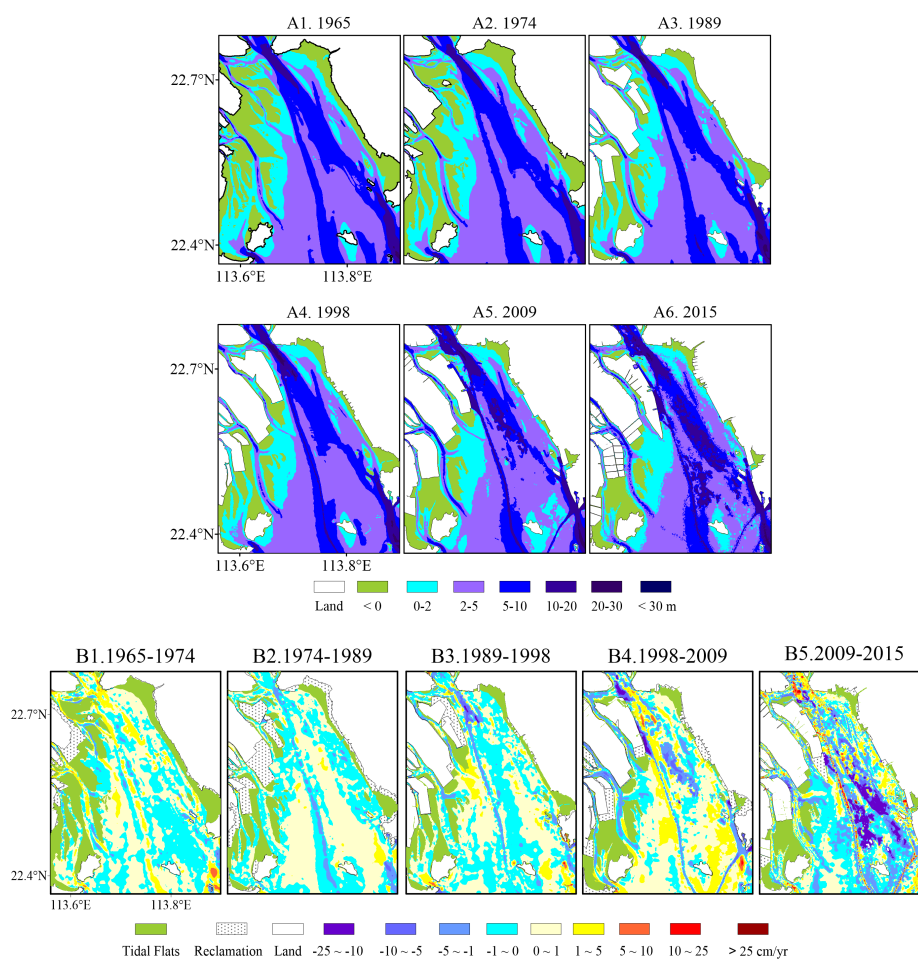 A1. 1965 A2. 1974 A3. 1989
22.7°N
22.4°N
113.6°E 113.8°E
A4. 1998 A5. 2009 A6. 2015
22.7°N
22.4°N
113.6°E 113.8°E
Land < 0 0-2 2-5 5-10 10-20 20-30 < 30 m
B1.1965-1974 B2.1974-1989 B3.1989-1998 B4.1998-2009 B5.2009-2015
22.7°N
22.4°N
113.6°E 113.8°E
Tidal Flats Reclamation Land -25 ~ -10 -10 ~ -5 -5 ~ -1 -1 ~ 0 0 ~ 1 1 ~ 5 5 ~ 10 10 ~ 25 > 25 cm/yr